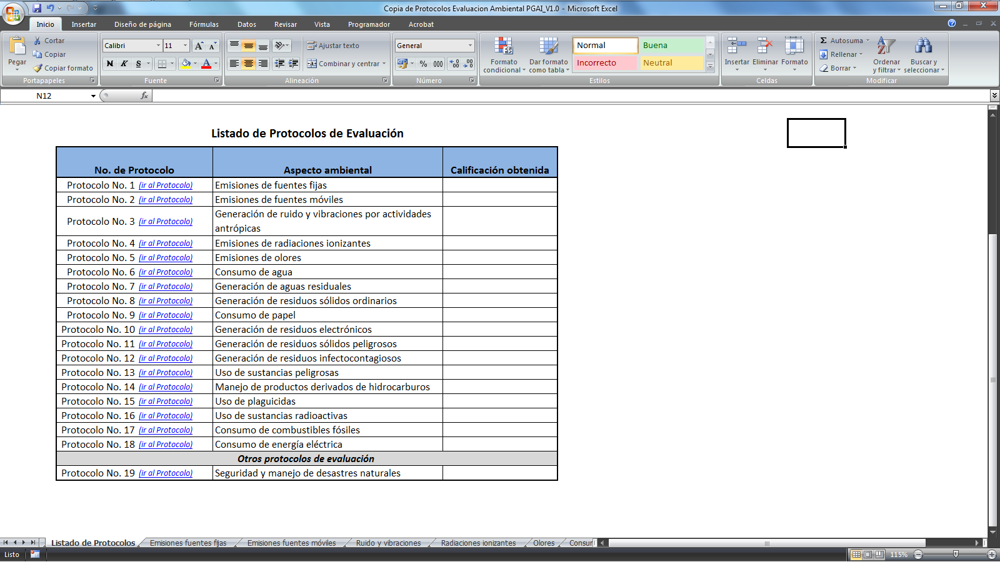 Copia de Protocolos Evaluacion Ambiental PGAI_V1.0 - Microsoft Excel
Inicio Insertar Diseño de página Fórmulas Datos Revisar Vista Programador Acrobat
Pegar
Cortar
Copiar
Copiar formato
Portapapeles
Calibri 11
N K S
Fuente
Ajustar texto
Combinar y centrar
Alineación
General
% 000
Número
Formato condicional
Dar formato como tabla
Normal Buena
Incorrecto Neutral
Estilos
Insertar Eliminar Formato
Celdas
Σ Autosuma
Rellenar
Borrar
Ordenar y filtrar
Buscar y seleccionar
Modificar
N12 fx
Listado de Protocolos de Evaluación
No. de Protocolo Aspecto ambiental Calificación obtenida
Protocolo No. 1 (ir al Protocolo) Emisiones de fuentes fijas
Protocolo No. 2 (ir al Protocolo) Emisiones de fuentes móviles
Protocolo No. 3 (ir al Protocolo) Generación de ruido y vibraciones por actividades
antrópicas
Protocolo No. 4 (ir al Protocolo) Emisiones de radiaciones ionizantes
Protocolo No. 5 (ir al Protocolo) Emisiones de olores
Protocolo No. 6 (ir al Protocolo) Consumo de agua
Protocolo No. 7 (ir al Protocolo) Generación de aguas residuales
Protocolo No. 8 (ir al Protocolo) Generación de residuos sólidos ordinarios
Protocolo No. 9 (ir al Protocolo) Consumo de papel
Protocolo No. 10 (ir al Protocolo) Generación de residuos electrónicos
Protocolo No. 11 (ir al Protocolo) Generación de residuos sólidos peligrosos
Protocolo No. 12 (ir al Protocolo) Generación de residuos infectocontagiosos
Protocolo No. 13 (ir al Protocolo) Uso de sustancias peligrosas
Protocolo No. 14 (ir al Protocolo) Manejo de productos derivados de hidrocarburos
Protocolo No. 15 (ir al Protocolo) Uso de plaguicidas
Protocolo No. 16 (ir al Protocolo) Uso de sustancias radioactivas
Protocolo No. 17 (ir al Protocolo) Consumo de combustibles fósiles
Protocolo No. 18 (ir al Protocolo) Consumo de energía eléctrica
Otros protocolos de evaluación
Protocolo No. 19 (ir al Protocolo) Seguridad y manejo de desastres naturales
Listado de Protocolos Emisiones fuentes fijas Emisiones fuentes móviles Ruido y vibraciones Radiaciones ionizantes Olores Consur
Listo 115%